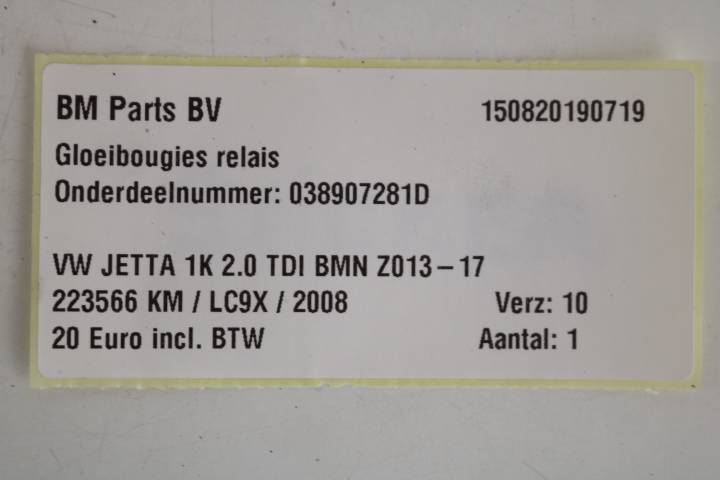 BM Parts BV 150820190719
Gloeibougies relais
Onderdeelnummer: 038907281D
VW JETTA 1K 2.0 TDI BMN Z013-17
223566 KM / LC9X / 2008 Verz: 10
20 Euro incl. BTW Aantal: 1